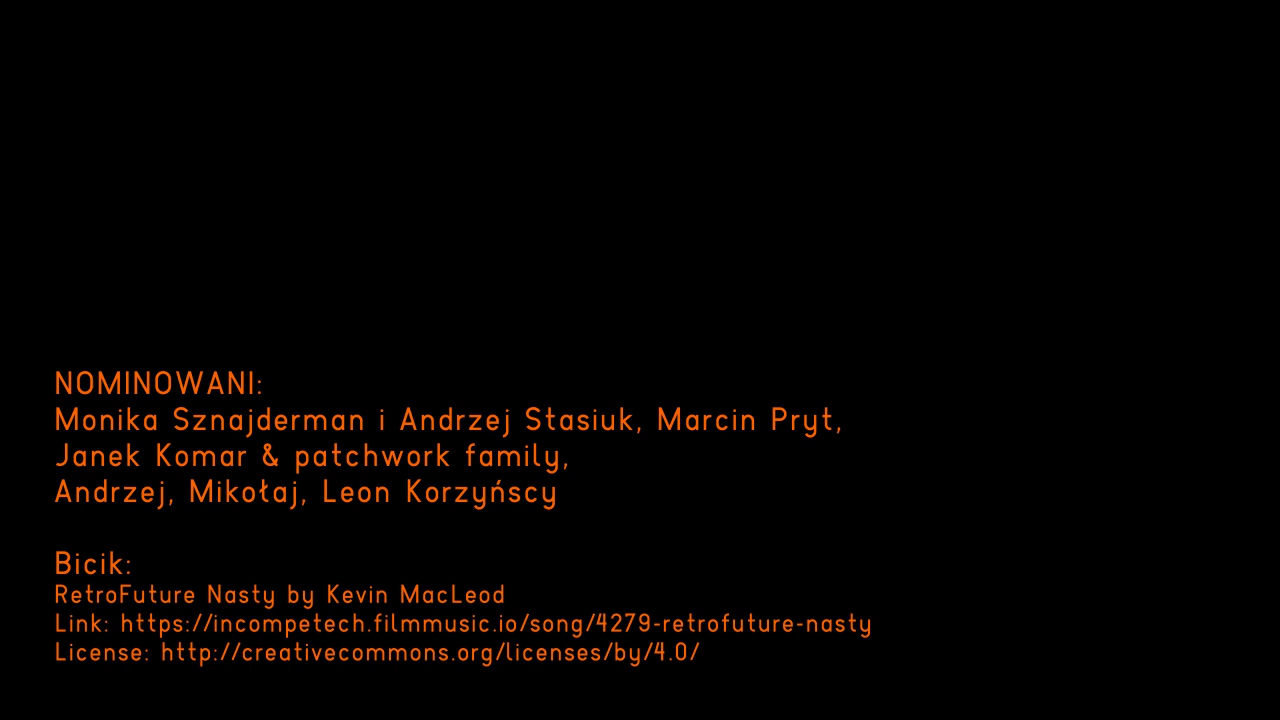 NOMINOWANI:
Monika Sznajderman i Andrzej Stasiuk, Marcin Pryt,
Janek Komar & patchwork family,
Andrzej, Mikołaj, Leon Korzyńscy
Bicik:
RetroFuture Nasty by Kevin MacLeod
Link: https://incompetech.filmmusic.io/song/4279-retrofuture-nasty
License: http://creativecommons.org/licenses/by/4.0/